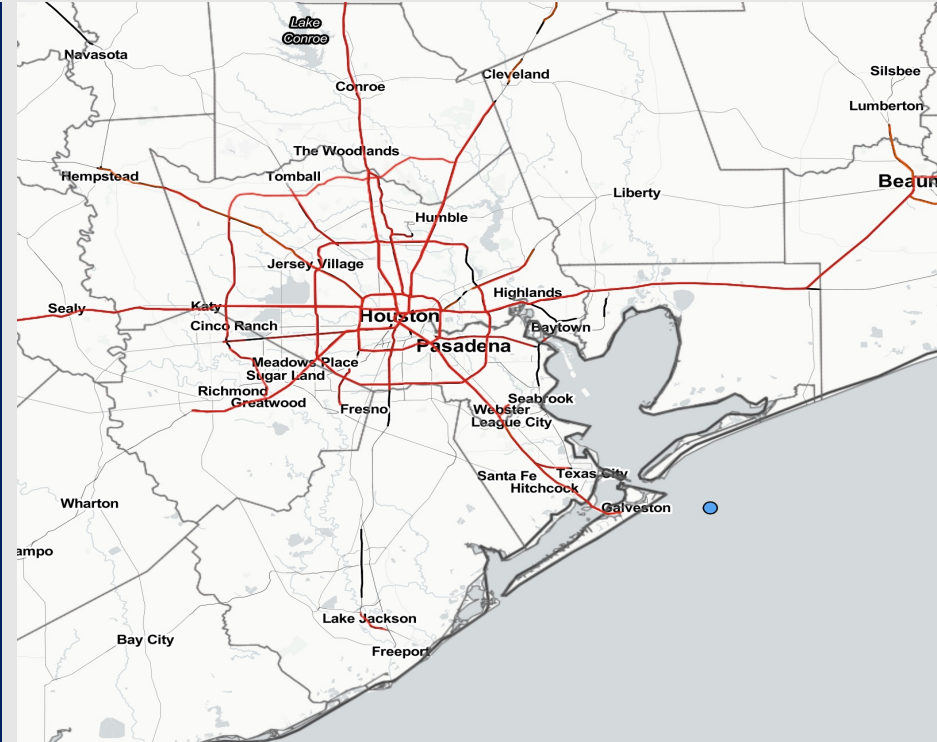 Lake
Conroe
Navasota
Silsbee
Cleveland
Conroe
Lumberton
The Woodlands
Hempstead
Tomball
Beaun
Liberty
Humble
Jersey Village
Highlands
Sealy
Katy
Houston
Cinco Ranch
Baytown
Pasadena
Meadows Place
Sugar Land
Richmond
Greatwood
Seabrook
Fresno
Webster
League City
Santa Fe
Texas City
Hitchcock
Wharton
Galveston
ampo
Lake Jackson
Bay City
Freeport